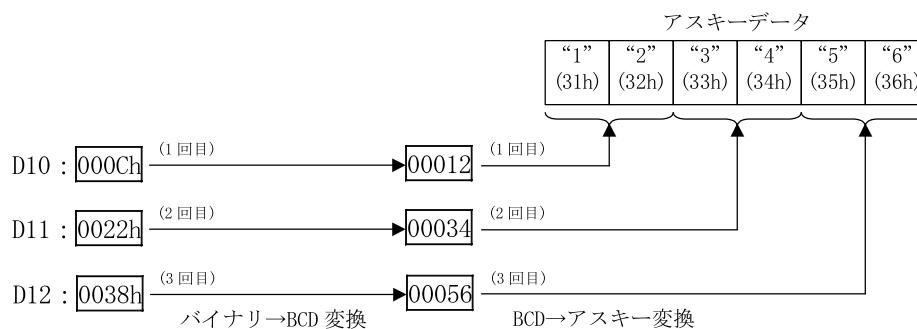 アスキーデータ
“1” “2” “3” “4” “5” “6”
(31h) (32h) (33h) (34h) (35h) (36h)
D10 : 000Ch (1回目) 00012 (1回目)
D11 : 0022h (2回目) 00034 (2回目)
D12 : 0038h (3回目) 00056 (3回目)
バイナリ→BCD 変換 BCD→アスキー変換